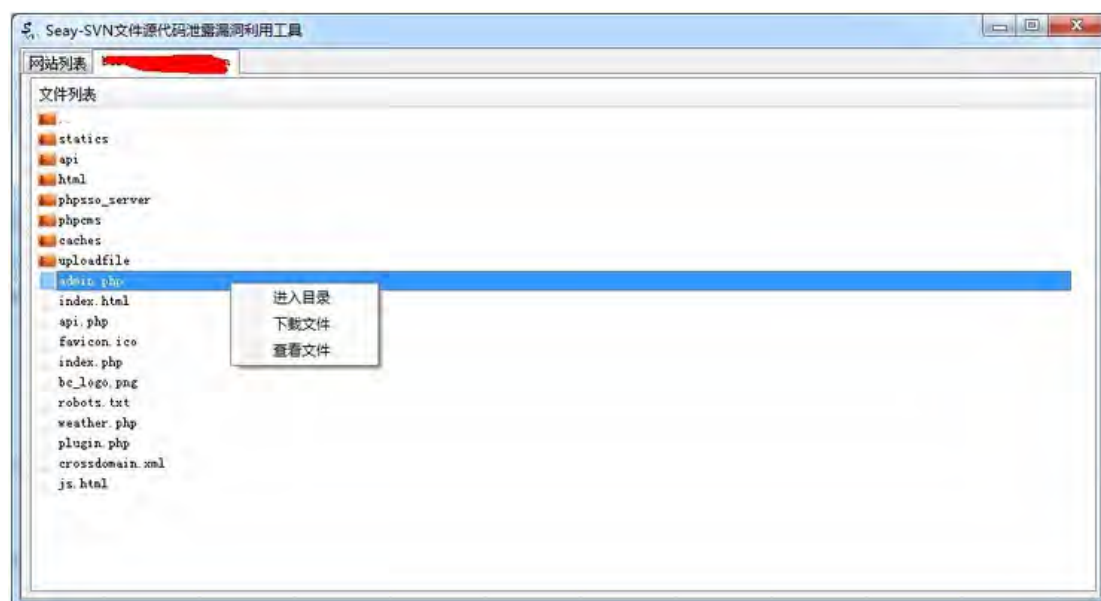 Seay-SVN文件源代码泄露漏洞利用工具
网站列表
文件列表
..
statics
api
html
phpsso_server
phpcms
caches
uploadfile
admin.php
index.html
api.php
favicon.ico
index.php
bc_logo.png
robots.txt
weather.php
plugin.php
crossdomain.xml
js.html
进入目录
下载文件
查看文件